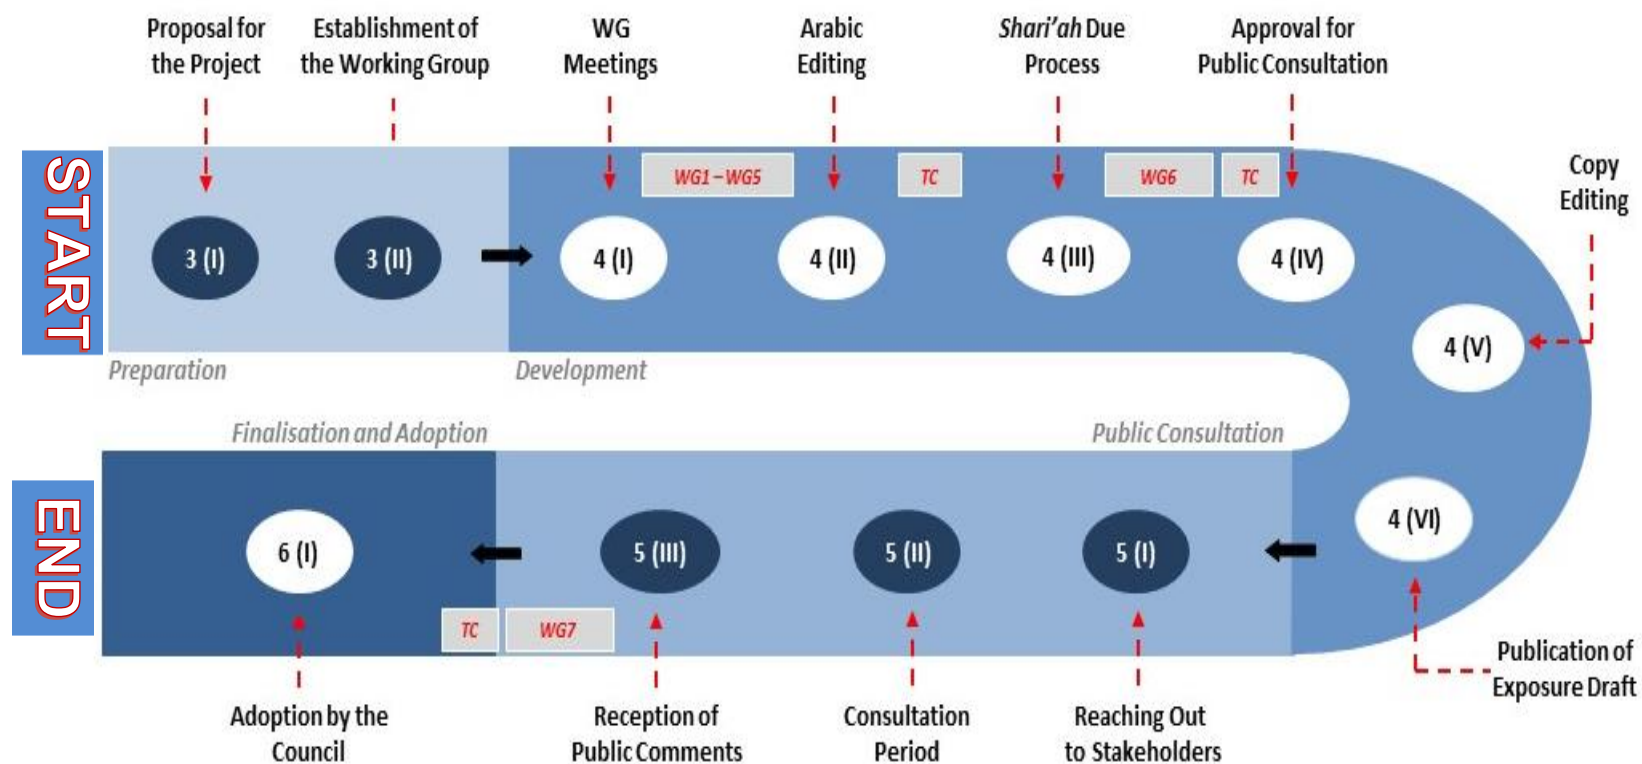 Proposal for
the Project
Establishment of
the Working Group
WG
Meetings
Arabic
Editing
Shari’ah Due
Process
Approval for
Public Consultation
Copy
Editing
START
WG1 – WG5
TC
WG6
TC
3 (I)
3 (II)
4 (I)
4 (II)
4 (III)
4 (IV)
4 (V)
Preparation
Development
Finalisation and Adoption
Public Consultation
END
6 (I)
5 (III)
5 (II)
5 (I)
4 (VI)
TC
WG7
Publication of
Exposure Draft
Adoption by the
Council
Reception of
Public Comments
Consultation
Period
Reaching Out
to Stakeholders